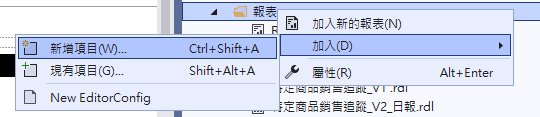 報表
加入新的報表(N)
新增項目(W)... Ctrl+Shift+A
加入(D)
現有項目(G)... Shift+Alt+A
屬性(R) Alt+Enter
New EditorConfig
定商品銷售追蹤_V1.rdl
定商品銷售追蹤_V2_日報.rdl